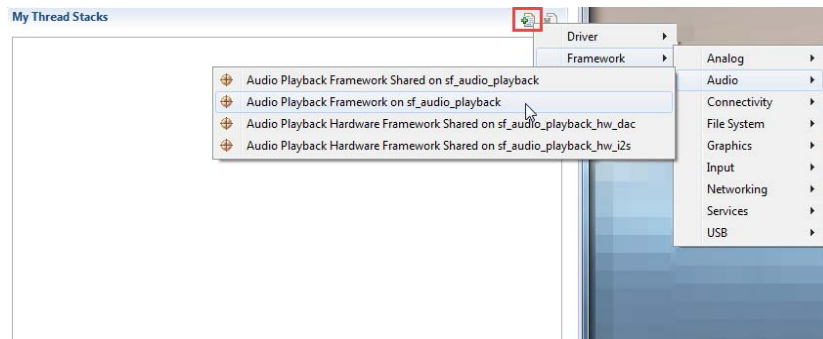 My Thread Stacks
Driver
Framework
Analog
Audio
Connectivity
File System
Graphics
Input
Networking
Services
USB
Audio Playback Framework Shared on sf_audio_playback
Audio Playback Framework on sf_audio_playback
Audio Playback Hardware Framework Shared on sf_audio_playback_hw_dac
Audio Playback Hardware Framework Shared on sf_audio_playback_hw_i2s